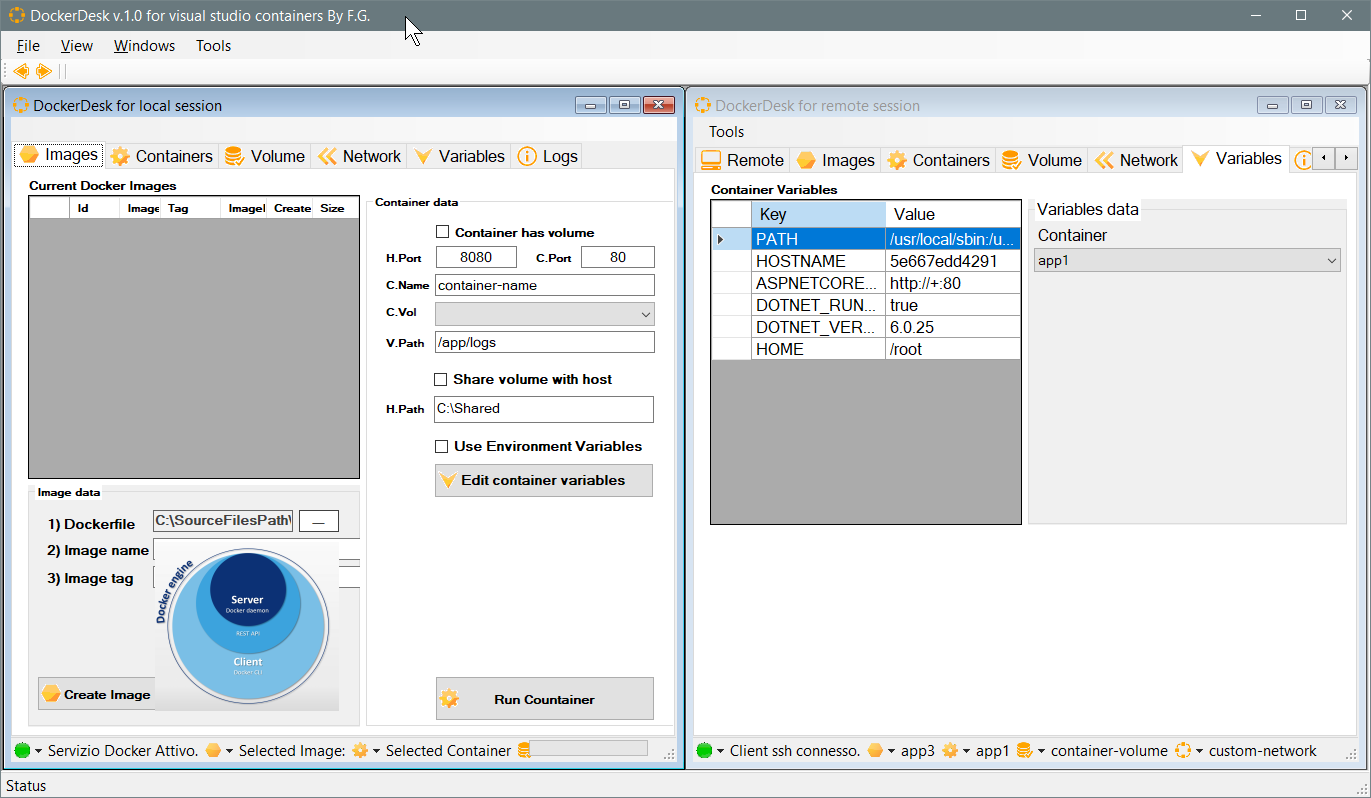 DockerDesk v.1.0 for visual studio containers By F.G.
File View Windows Tools
DockerDesk for local session
Images Containers Volume Network Variables Logs
Current Docker Images
Id Image Tag ImageI Create Size
Container data
Container has volume
H.Port 8080 C.Port 80
C.Name container-name
C.Vol
V.Path /app/logs
Share volume with host
H.Path C:\Shared
Use Environment Variables
Edit container variables
Image data
1) Dockerfile C:\SourceFilesPath\ __
2) Image name
3) Image tag
Docker engine
Server
Docker daemon
REST API
Client
Docker CLI
Create Image
Run Countainer
Servizio Docker Attivo. Selected Image: Selected Container
DockerDesk for remote session
Tools
Remote Images Containers Volume Network Variables
Container Variables
Key Value
PATH /usr/local/sbin:/u...
HOSTNAME 5e667edd4291
ASPNETCORE... http://+:80
DOTNET_RUN... true
DOTNET_VER... 6.0.25
HOME /root
Variables data
Container
app1
Client ssh connesso. app3 app1 container-volume custom-network
Status